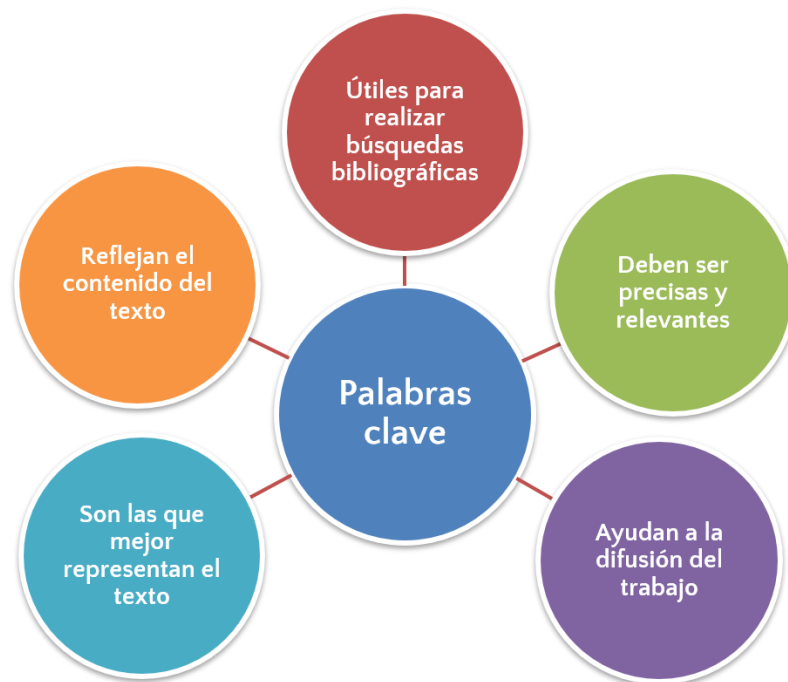 Útiles para
realizar
búsquedas
bibliográficas
Reflejan el
contenido del
texto
Deben ser
precisas y
relevantes
Palabras
clave
Son las que
mejor
representan el
texto
Ayudan a la
difusión del
trabajo